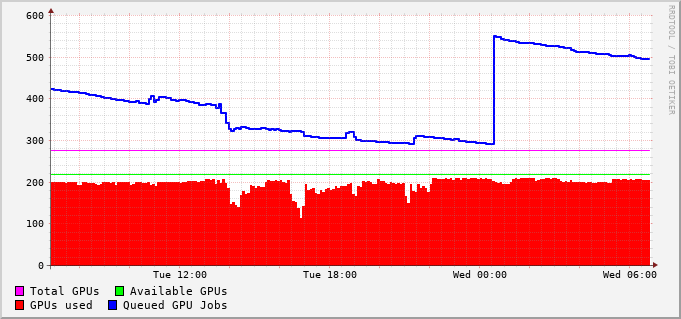 600
500
400
300
200
100
0
Tue 12:00 Tue 18:00 Wed 00:00 Wed 06:00
Total GPUs Available GPUs
GPUs used Queued GPU Jobs
RRDTOOL / TOBI OETIKER